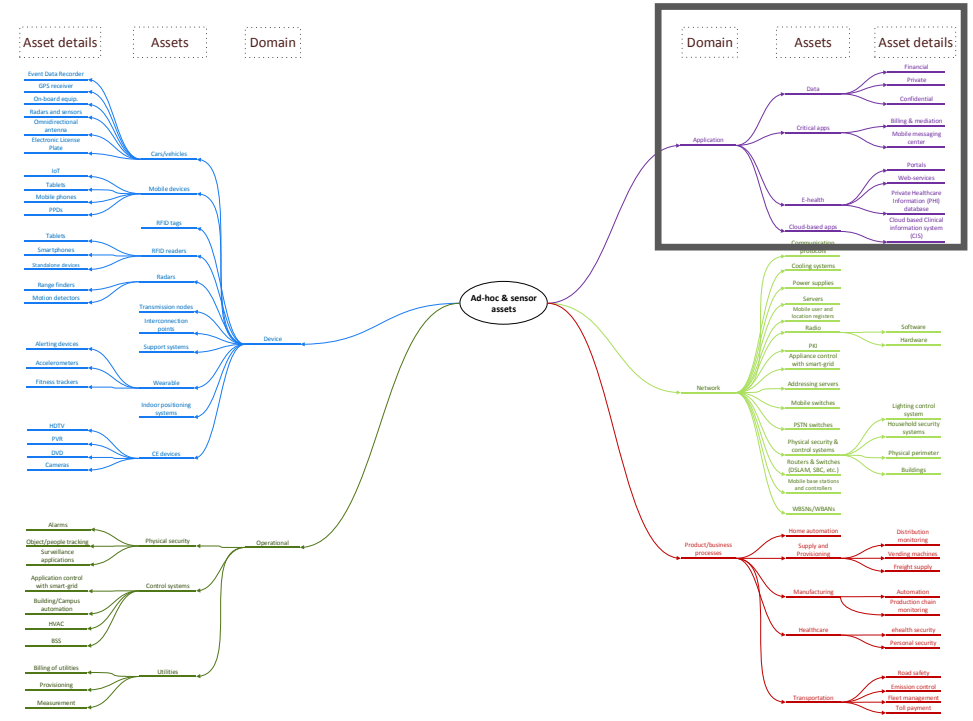 Asset details
Assets
Domain
Event Data Recorder
GPS receiver
On-board equip.
Radars and sensors
Omnidirectional
antenna
Electronic License
Plate
Cars/vehicles
IoT
Tablets
Mobile phones
PPDs
Mobile devices
RFID tags
Tablets
Smartphones
Standalone devices
RFID readers
Range finders
Motion detectors
Radars
Transmission nodes
Interconnection
points
Support systems
Alerting devices
Accelerometers
Fitness trackers
Wearable
Indoor positioning
systems
HDTV
PVR
DVD
Cameras
CE devices
Device
Alarms
Object/people tracking
Surveillance
applications
Physical security
Application control
with smart-grid
Building/Campus
automation
HVAC
BSS
Control systems
Billing of utilities
Provisioning
Measurement
Utilities
Operational
Ad-hoc & sensor
assets
Domain
Assets
Asset details
Application
Data
Financial
Private
Confidential
Critical apps
Billing & mediation
Mobile messaging
center
E-health
Portals
Web-services
Private Healthcare
Information (PHI)
database
Cloud-based apps
Cloud based Clinical
information system
(CIS)
Network
Communication
protocols
Cooling systems
Power supplies
Servers
Mobile user and
location registers
Radio
Software
Hardware
PKI
Appliance control
with smart-grid
Addressing servers
Mobile switches
PSTN switches
Physical security &
control systems
Lighting control
system
Household security
systems
Physical perimeter
Buildings
Routers & Switches
(DSLAM, SBC, etc.)
Mobile base stations
and controllers
WBSNs/WBANs
Product/business
processes
Home automation
Supply and
Provisioning
Distribution
monitoring
Vending machines
Freight supply
Manufacturing
Automation
Production chain
monitoring
Healthcare
ehealth security
Personal security
Transportation
Road safety
Emission control
Fleet management
Toll payment